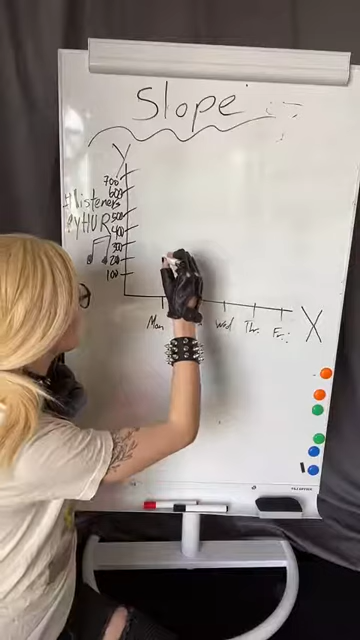 Slope
Y
700
600
#listeners
500
@YHUR
400
300
200
100
Mon
Wed
Thr.
Fri.
X